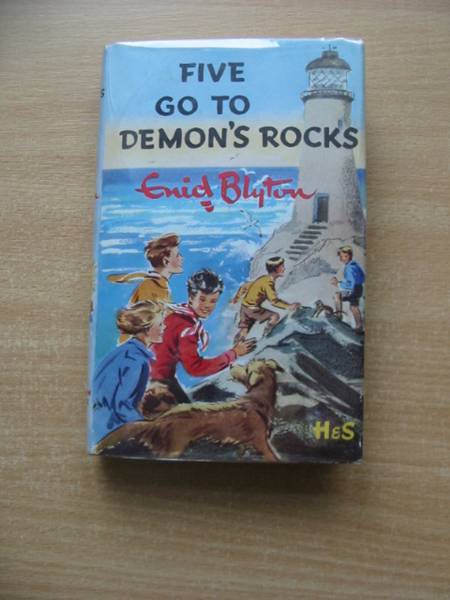 FIVE
GO TO
DEMON'S ROCKS
Enid Blyton
H&S